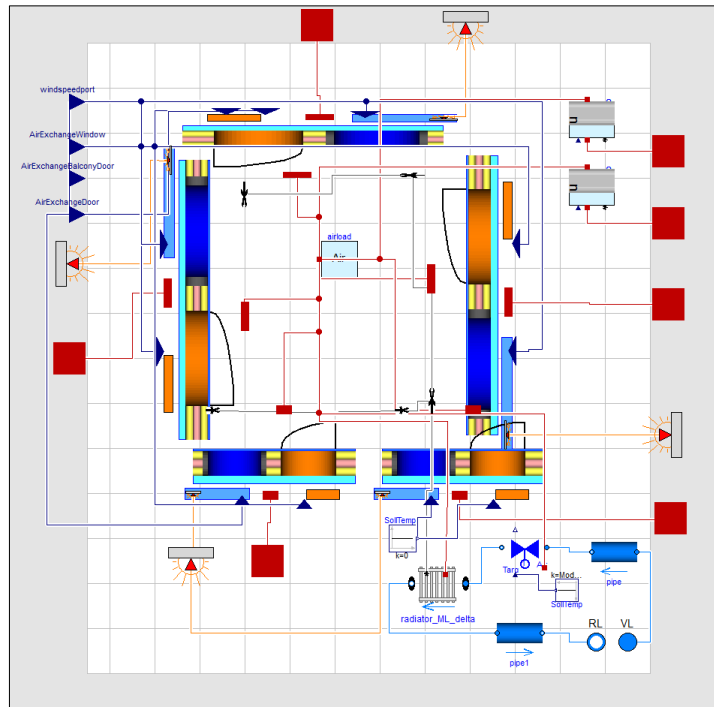 windspeedport
AirExchangeWindow
AirExchangeBalconyDoor
AirExchangeDoor
airload
Air
SollTemp
k=0
Tarp
k=Mod...
SollTemp
pipe
radiator_ML_delta
RL
VL
pipe1